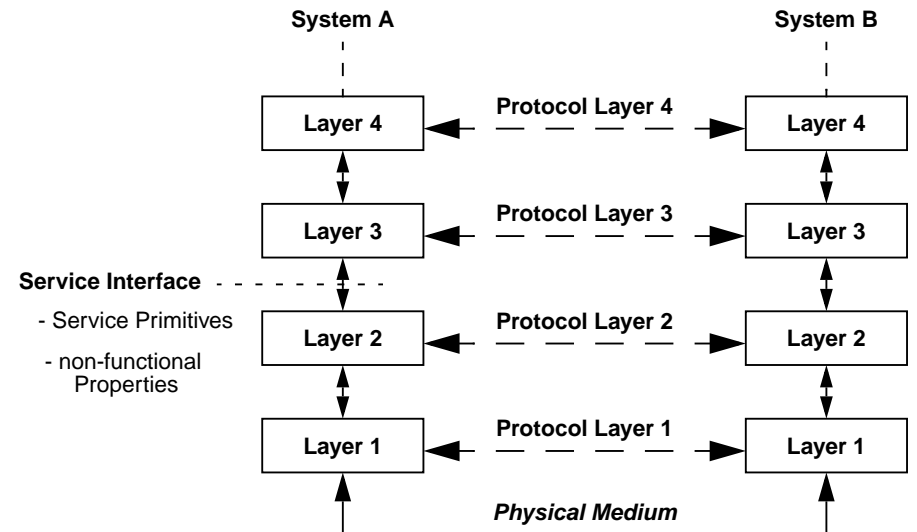 System A
System B
Layer 4
Protocol Layer 4
Layer 4
Layer 3
Protocol Layer 3
Layer 3
Service Interface
- Service Primitives
- non-functional
Properties
Layer 2
Protocol Layer 2
Layer 2
Layer 1
Protocol Layer 1
Layer 1
Physical Medium